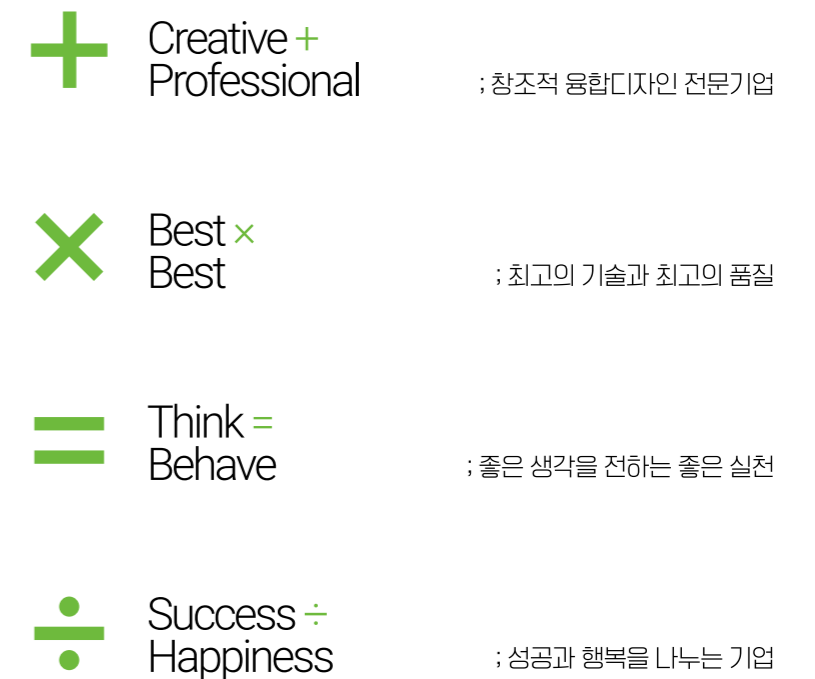 Creative +
Professional
; 창조적 융합디자인 전문기업
Best ×
Best
; 최고의 기술과 최고의 품질
Think =
Behave
; 좋은 생각을 전하는 좋은 실천
Success ÷
Happiness
; 성공과 행복을 나누는 기업